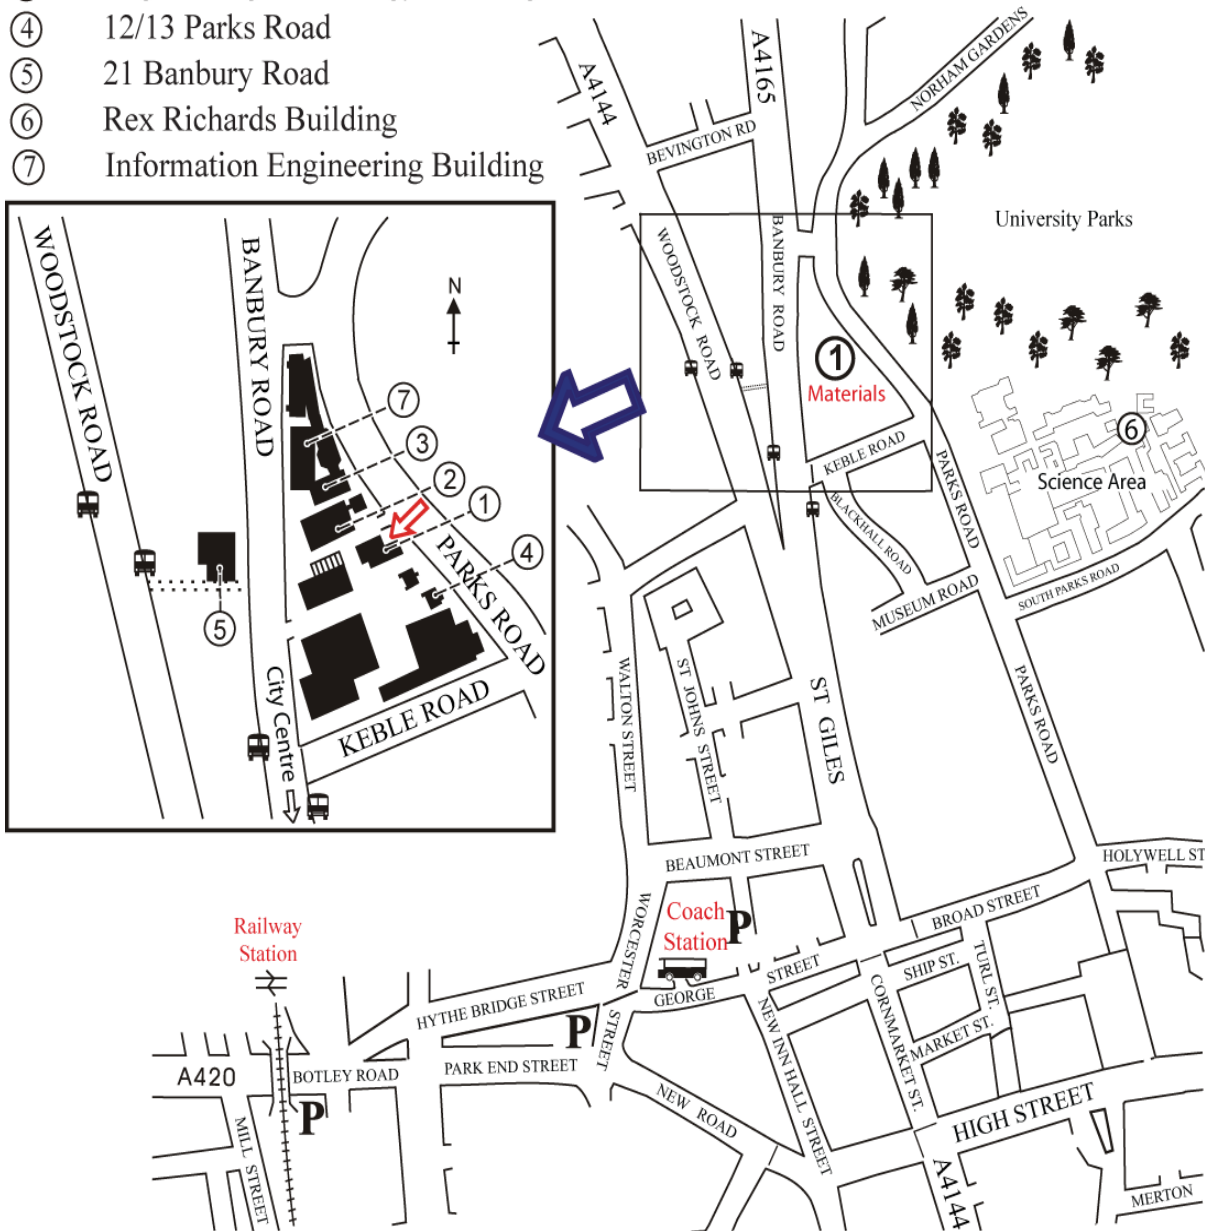 ④ 12/13 Parks Road
⑤ 21 Banbury Road
⑥ Rex Richards Building
⑦ Information Engineering Building
WOODSTOCK ROAD
BANBURY ROAD
N
7
3
2
1
4
5
PARKS ROAD
KEBLE ROAD
City Centre
A4144
A4165
NORHAM GARDENS
BEVINGTON RD
University Parks
WOODSTOCK ROAD
BANBURY ROAD
1
Materials
KEBLE ROAD
PARKS ROAD
6
Science Area
BLACKHALL ROAD
MUSEUM ROAD
SOUTH PARKS ROAD
WALTON STREET
ST JOHNS STREET
ST GILES
PARKS ROAD
BEAUMONT STREET
HOLYWELL ST
Railway
Station
WORCESTER
STREET
Coach
Station
P
BROAD STREET
GEORGE
STREET
SHIP ST.
TURL ST.
CORNMARKET ST.
MARKET ST.
HYTHE BRIDGE STREET
P
NEW INN HALL STREET
A420
BOTLEY ROAD
PARK END STREET
P
MILL STREET
NEW ROAD
HIGH STREET
A4144
MERTON